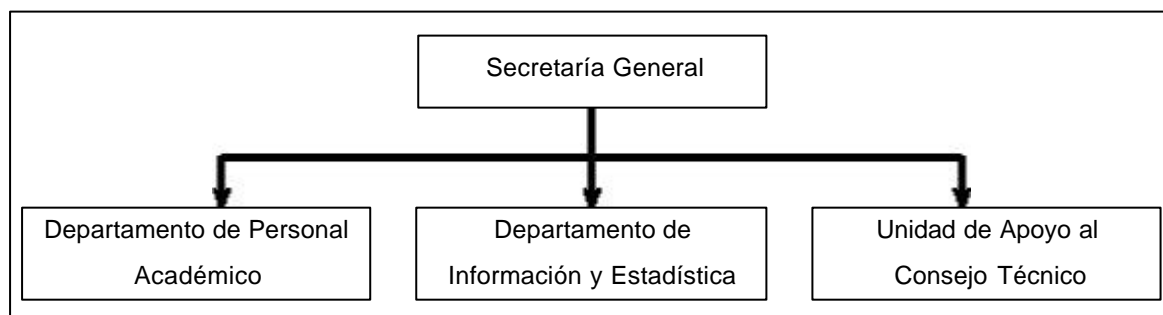 Secretaría General
Departamento de Personal
Académico
Departamento de
Información y Estadística
Unidad de Apoyo al
Consejo Técnico